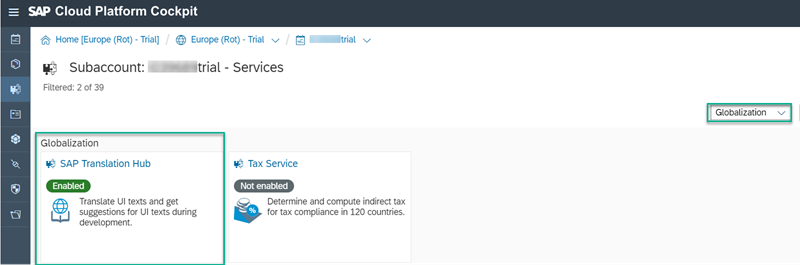 SAP Cloud Platform Cockpit
Home [Europe (Rot) - Trial] / Europe (Rot) - Trial / trial
Subaccount: trial - Services
Filtered: 2 of 39
Globalization
Globalization
SAP Translation Hub
Enabled
Translate UI texts and get
suggestions for UI texts during
development.
Tax Service
Not enabled
Determine and compute indirect tax
for tax compliance in 120 countries.